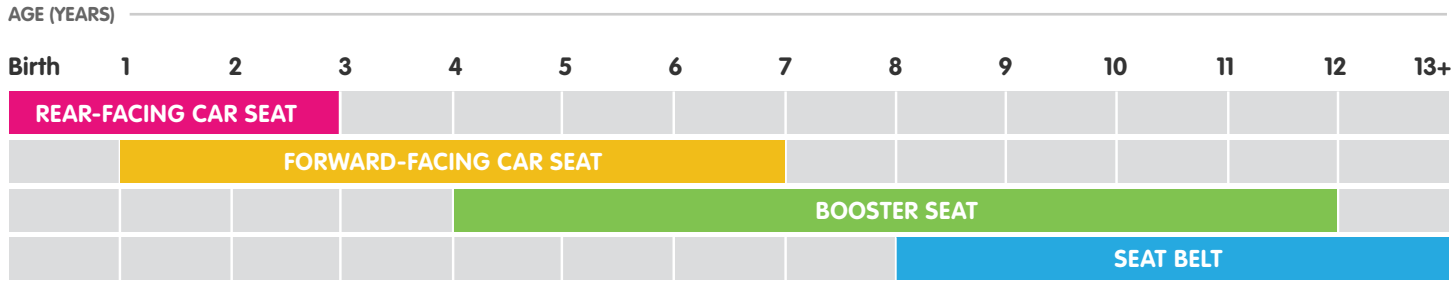 AGE (YEARS)
Birth 1 2 3 4 5 6 7 8 9 10 11 12 13+
REAR-FACING CAR SEAT
FORWARD-FACING CAR SEAT
BOOSTER SEAT
SEAT BELT